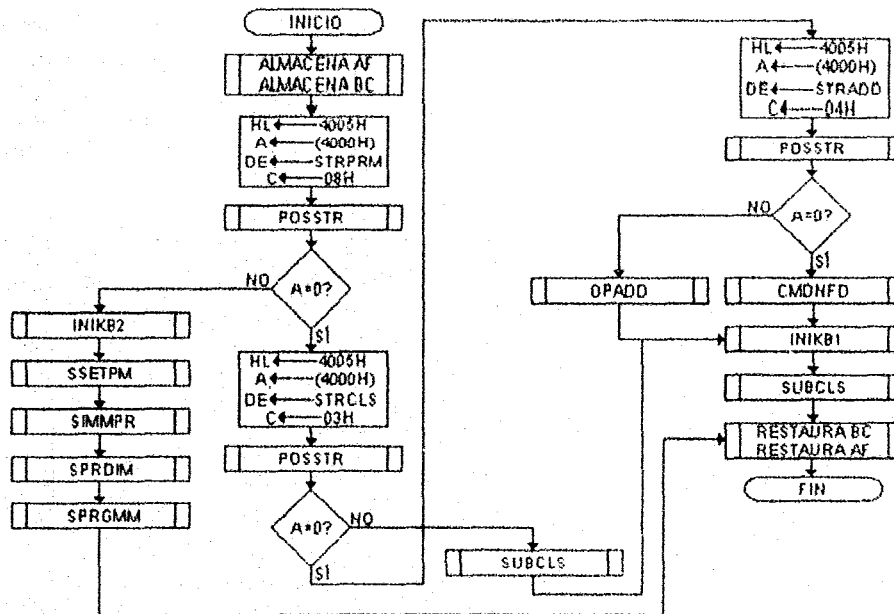 INICIO
ALMACENA AF
ALMACENA BC
HL 4005H
A (4000H)
DE STRPRM
C 08H
POSSTR
A=0?
NO
SI
INIKB2
SSETPM
SIMMPR
SPRDIM
SPRGMM
HL 4005H
A (4000H)
DE STRCLS
C 03H
POSSTR
A=0?
NO
SI
SUBCLS
HL 4005H
A (4000H)
DE STRADD
C 04H
POSSTR
A=0?
NO
SI
OPADD
CMDNFD
INIKB1
SUBCLS
RESTAURA BC
RESTAURA AF
FIN